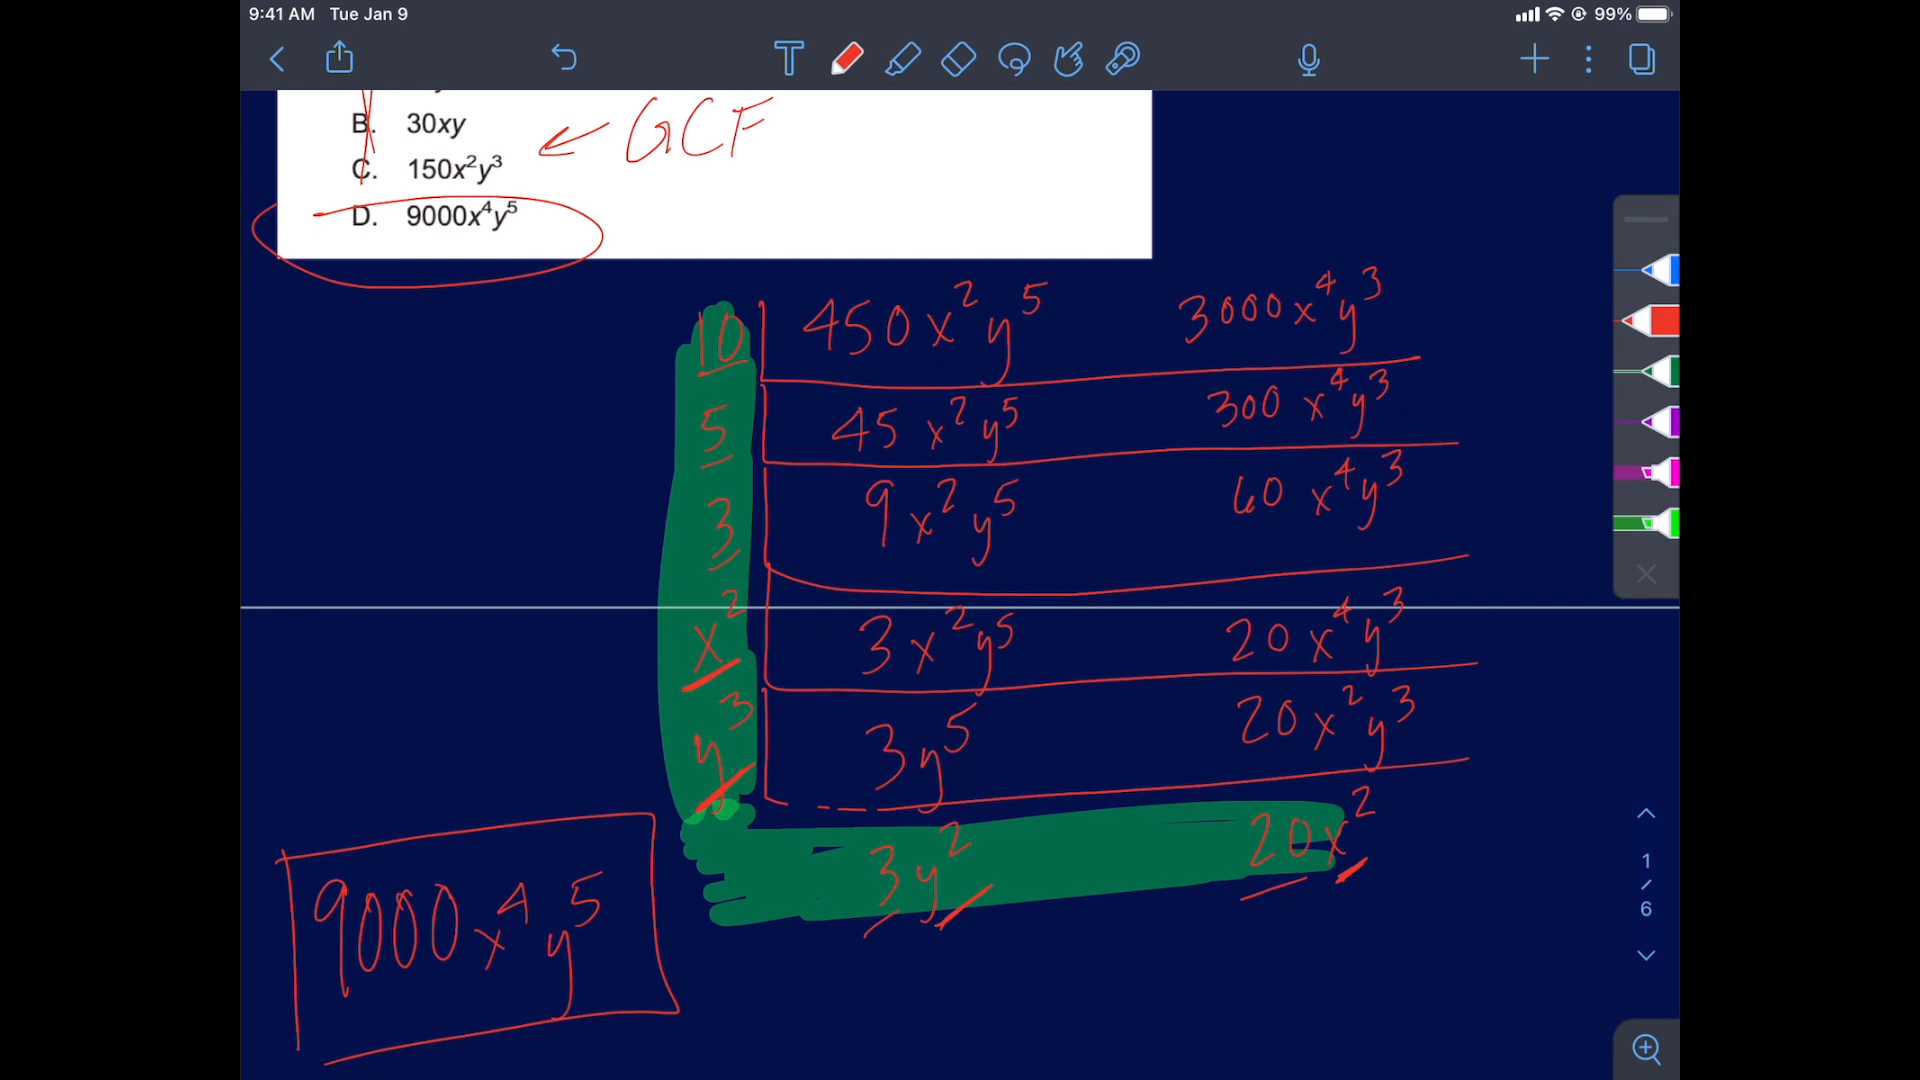 9:41 AM Tue Jan 9 99%
B. 30xy ← GCF
C. 150x²y³
D. 9000x⁴y⁵
10 450x²y⁵ 3000x⁴y³
5 45x²y⁵ 300x⁴y³
3 9x²y⁵ 60x⁴y³
x² 3x²y⁵ 20x⁴y³
y³ 3y⁵ 20x²y³
3y² 20x²
9000x⁴y⁵
1
/
6